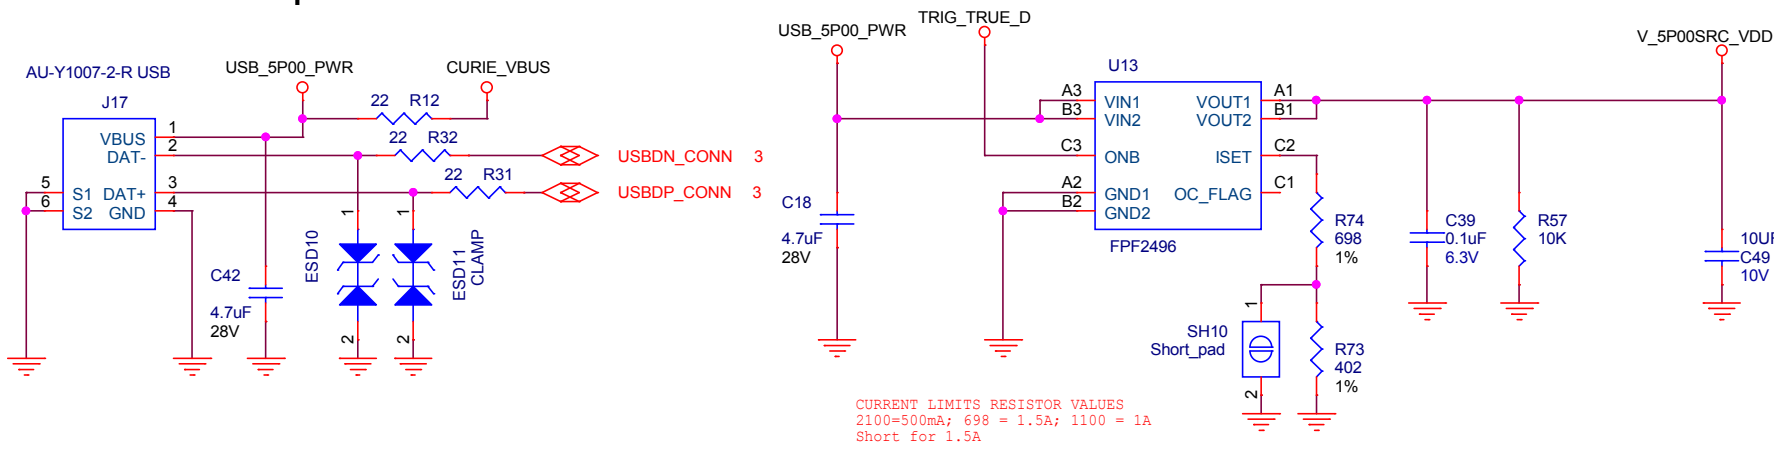 AU-Y1007-2-R USB
J17
VBUS
DAT-
S1 DAT+
S2 GND
1
2
3
4
5
6
USB_5P00_PWR
CURIE_VBUS
22 R12
22 R32
22 R31
USBDN_CONN 3
USBDP_CONN 3
C42
4.7uF
28V
ESD10
1
2
ESD11
CLAMP
1
2
USB_5P00_PWR
TRIG_TRUE_D
C18
4.7uF
28V
U13
A3
B3
C3
A2
B2
VIN1 VOUT1
VIN2 VOUT2
ONB ISET
GND1 OC_FLAG
GND2
A1
B1
C2
C1
FPF2496
R74
698
1%
SH10
Short_pad
1
2
R73
402
1%
C39
0.1uF
6.3V
R57
10K
V_5P00SRC_VDD
C49
10V
CURRENT LIMITS RESISTOR VALUES
2100=500mA; 698 = 1.5A; 1100 = 1A
Short for 1.5A